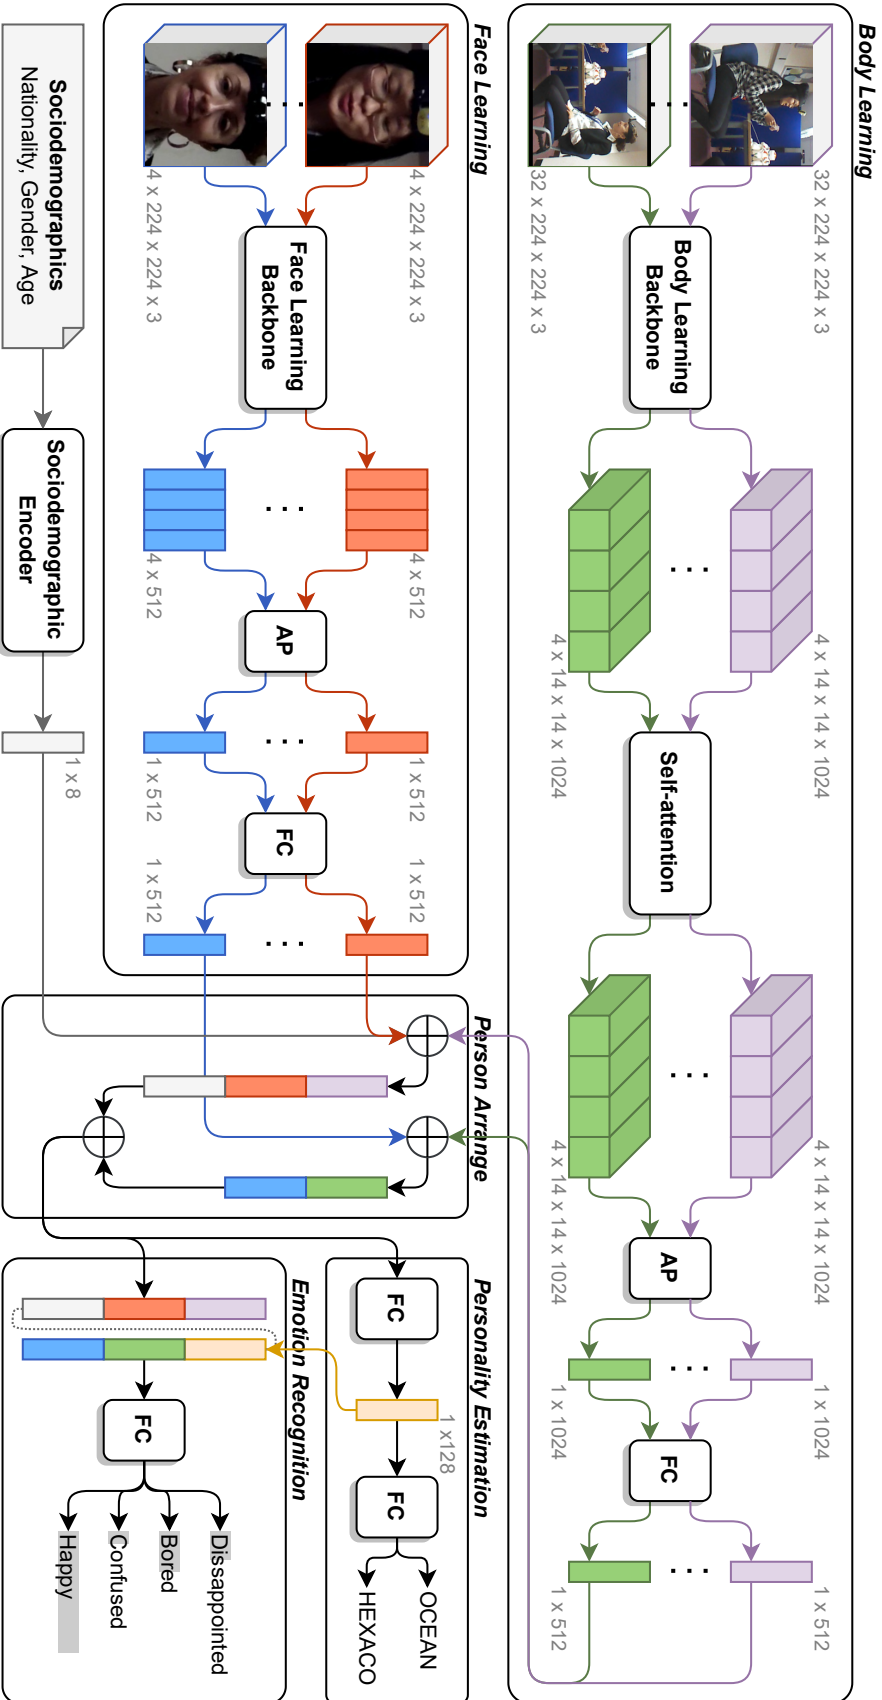 Body Learning
32 x 224 x 224 x 3
32 x 224 x 224 x 3
Body Learning
Backbone
4 x 14 x 14 x 1024
4 x 14 x 14 x 1024
Self-attention
4 x 14 x 14 x 1024
4 x 14 x 14 x 1024
AP
1 x 1024
1 x 1024
FC
1 x 512
1 x 512
Face Learning
4 x 224 x 224 x 3
4 x 224 x 224 x 3
Face Learning
Backbone
4 x 512
4 x 512
AP
1 x 512
1 x 512
FC
1 x 512
1 x 512
Sociodemographics
Nationality, Gender, Age
Sociodemographic
Encoder
1 x 8
Person Arrange
Personality Estimation
FC
1 x128
FC
OCEAN
HEXACO
Emotion Recognition
FC
Dissappointed
Bored
Confused
Happy